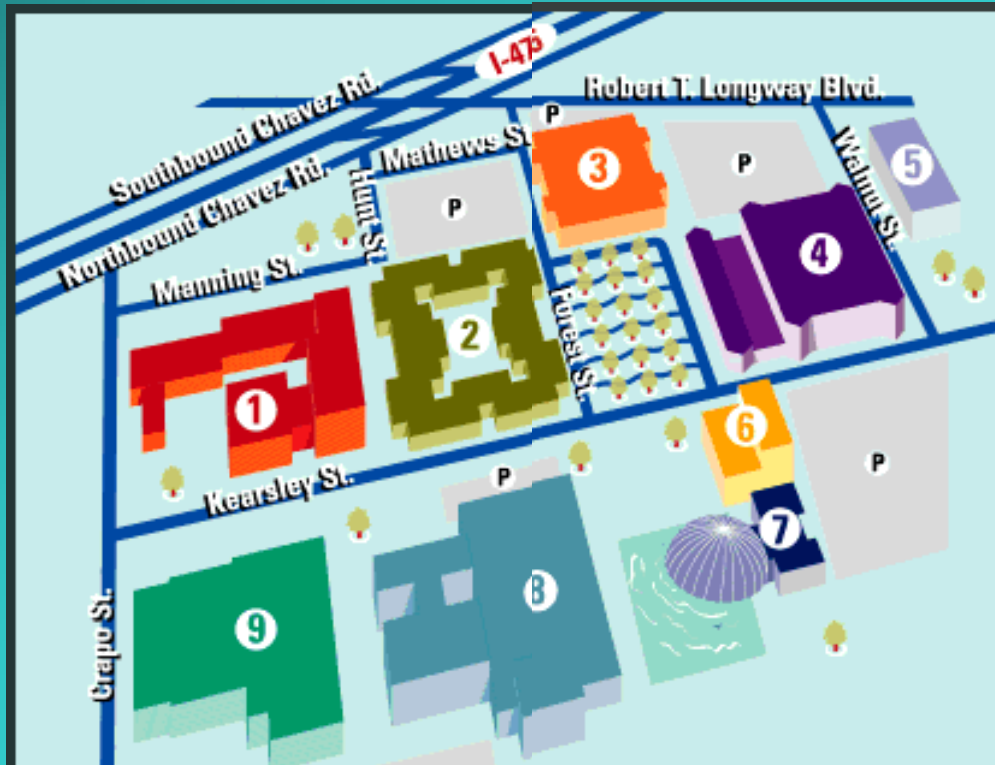 I-475
Robert T. Longway Blvd.
Southbound Chavez Rd.
P
Mathews St
3
P
5
Northbound Chavez Rd.
Hunt St.
P
Walnut St.
4
Manning St.
2
Forest St.
1
6
Kearsley St.
P
P
7
8
9
Crapo St.